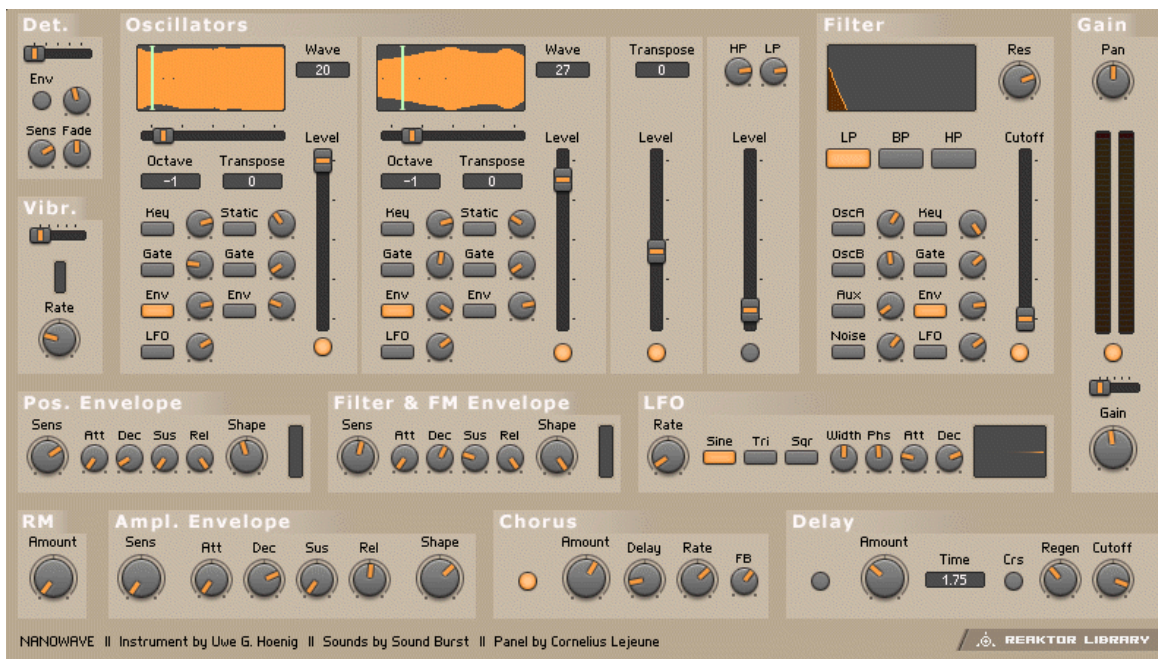 Det.
Oscillators
Filter
Gain
Env
Sens Fade
Wave
20
Level
Octave Transpose
-1 0
Key Static
Gate Gate
Env Env
LFO
Wave
27
Level
Octave Transpose
-1 0
Key Static
Gate Gate
Env Env
LFO
Transpose
0
Level
HP LP
Level
Res
LP BP HP
Cutoff
OscA Key
OscB Gate
Aux Env
Noise LFO
Pan
Gain
Vibr.
Rate
Pos. Envelope
Sens Att Dec Sus Rel Shape
Filter & FM Envelope
Sens Att Dec Sus Rel Shape
LFO
Rate Sine Tri Sqr Width Phs Att Dec
RM
Amount
Ampl. Envelope
Sens Att Dec Sus Rel Shape
Chorus
Amount Delay Rate FB
Delay
Amount Time Crs Regen Cutoff
1.75
NANOWAVE II Instrument by Uwe G. Hoenig II Sounds by Sound Burst II Panel by Cornelius Lejeune
REAKTOR LIBRARY